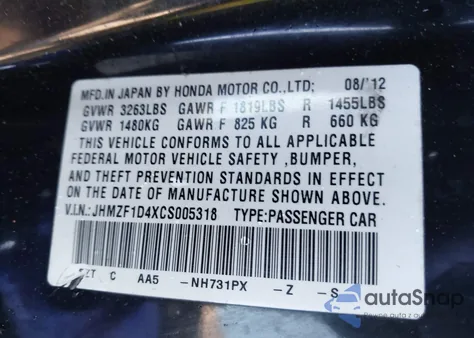 MFD.IN JAPAN BY HONDA MOTOR CO.,LTD; 08/'12
GVWR 3263LBS GAWR F 1819LBS R 1455LBS
GVWR 1480KG GAWR F 825 KG R 660 KG
THIS VEHICLE CONFORMS TO ALL APPLICABLE
FEDERAL MOTOR VEHICLE SAFETY ,BUMPER,
AND THEFT PREVENTION STANDARDS IN EFFECT
ON THE DATE OF MANUFACTURE SHOWN ABOVE.
V.I.N.: JHMZF1D4XCS005318 TYPE:PASSENGER CAR
SZT C AA5 -NH731PX -Z -S
autoSnap